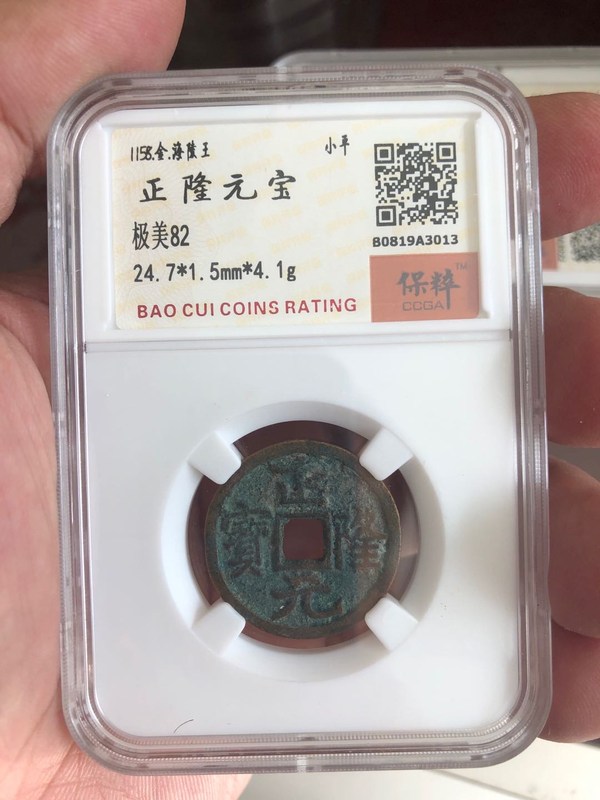 1158.金.海陵王 小平
正隆元宝
极美82
24.7*1.5mm*4.1g
B0819A3013
BAO CUI COINS RATING
保粹 TM
CCGA
正
寶 隆
元